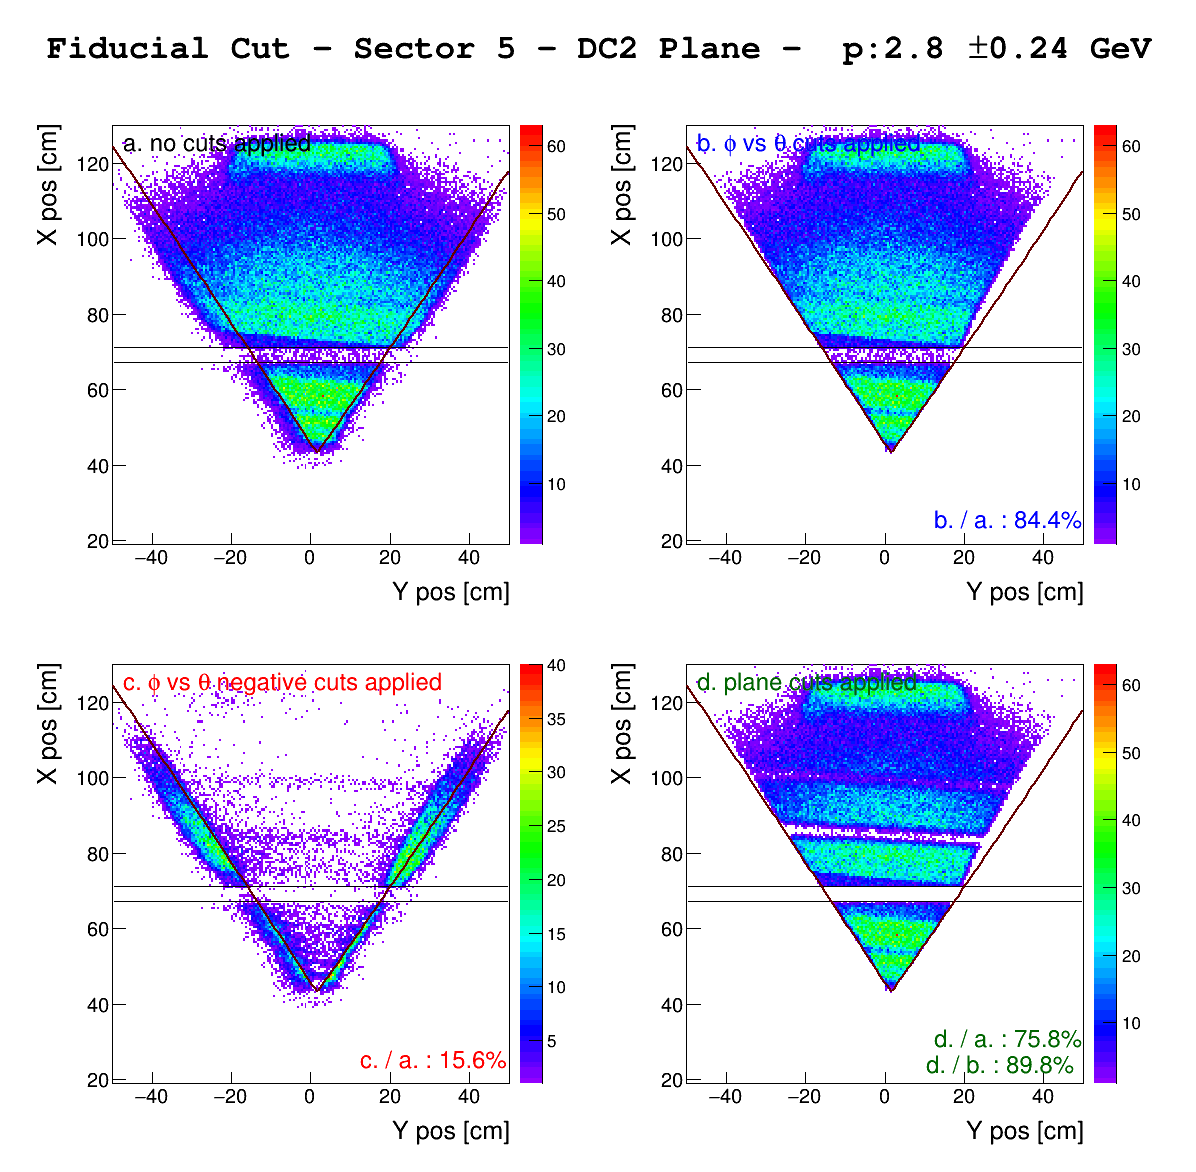 Fiducial Cut – Sector 5 – DC2 Plane – p:2.8 ±0.24 GeV
a. no cuts applied
X pos [cm]
120
100
80
60
40
20
−40 −20 0 20 40
Y pos [cm]
60
50
40
30
20
10
b. ϕ vs θ cuts applied
X pos [cm]
120
100
80
60
40
20
b. / a. : 84.4%
−40 −20 0 20 40
Y pos [cm]
60
50
40
30
20
10
c. ϕ vs θ negative cuts applied
X pos [cm]
120
100
80
60
40
20
c. / a. : 15.6%
−40 −20 0 20 40
Y pos [cm]
40
35
30
25
20
15
10
5
d. plane cuts applied
X pos [cm]
120
100
80
60
40
20
d. / a. : 75.8%
d. / b. : 89.8%
−40 −20 0 20 40
Y pos [cm]
60
50
40
30
20
10